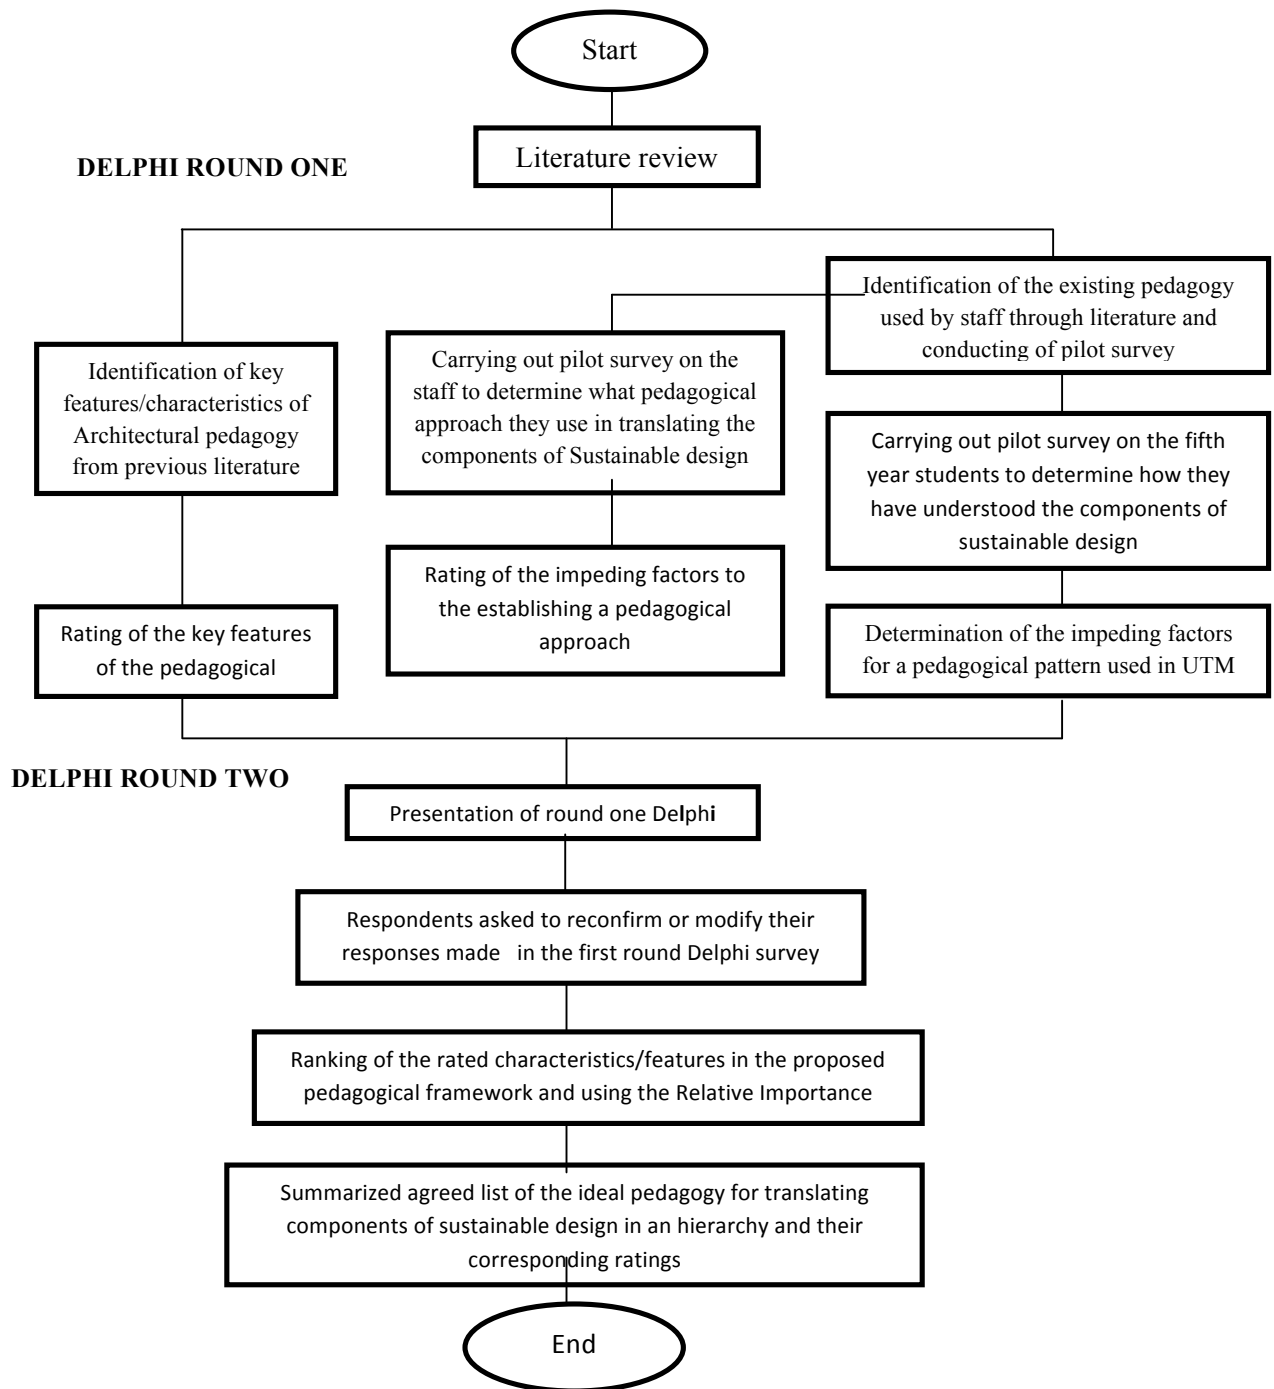 Start
Literature review
DELPHI ROUND ONE
Identification of key
features/characteristics of
Architectural pedagogy
from previous literature
Rating of the key features
of the pedagogical
Carrying out pilot survey on the
staff to determine what pedagogical
approach they use in translating the
components of Sustainable design
Rating of the impeding factors to
the establishing a pedagogical
approach
Identification of the existing pedagogy
used by staff through literature and
conducting of pilot survey
Carrying out pilot survey on the fifth
year students to determine how they
have understood the components of
sustainable design
Determination of the impeding factors
for a pedagogical pattern used in UTM
DELPHI ROUND TWO
Presentation of round one Delphi
Respondents asked to reconfirm or modify their
responses made in the first round Delphi survey
Ranking of the rated characteristics/features in the proposed
pedagogical framework and using the Relative Importance
Summarized agreed list of the ideal pedagogy for translating
components of sustainable design in an hierarchy and their
corresponding ratings
End